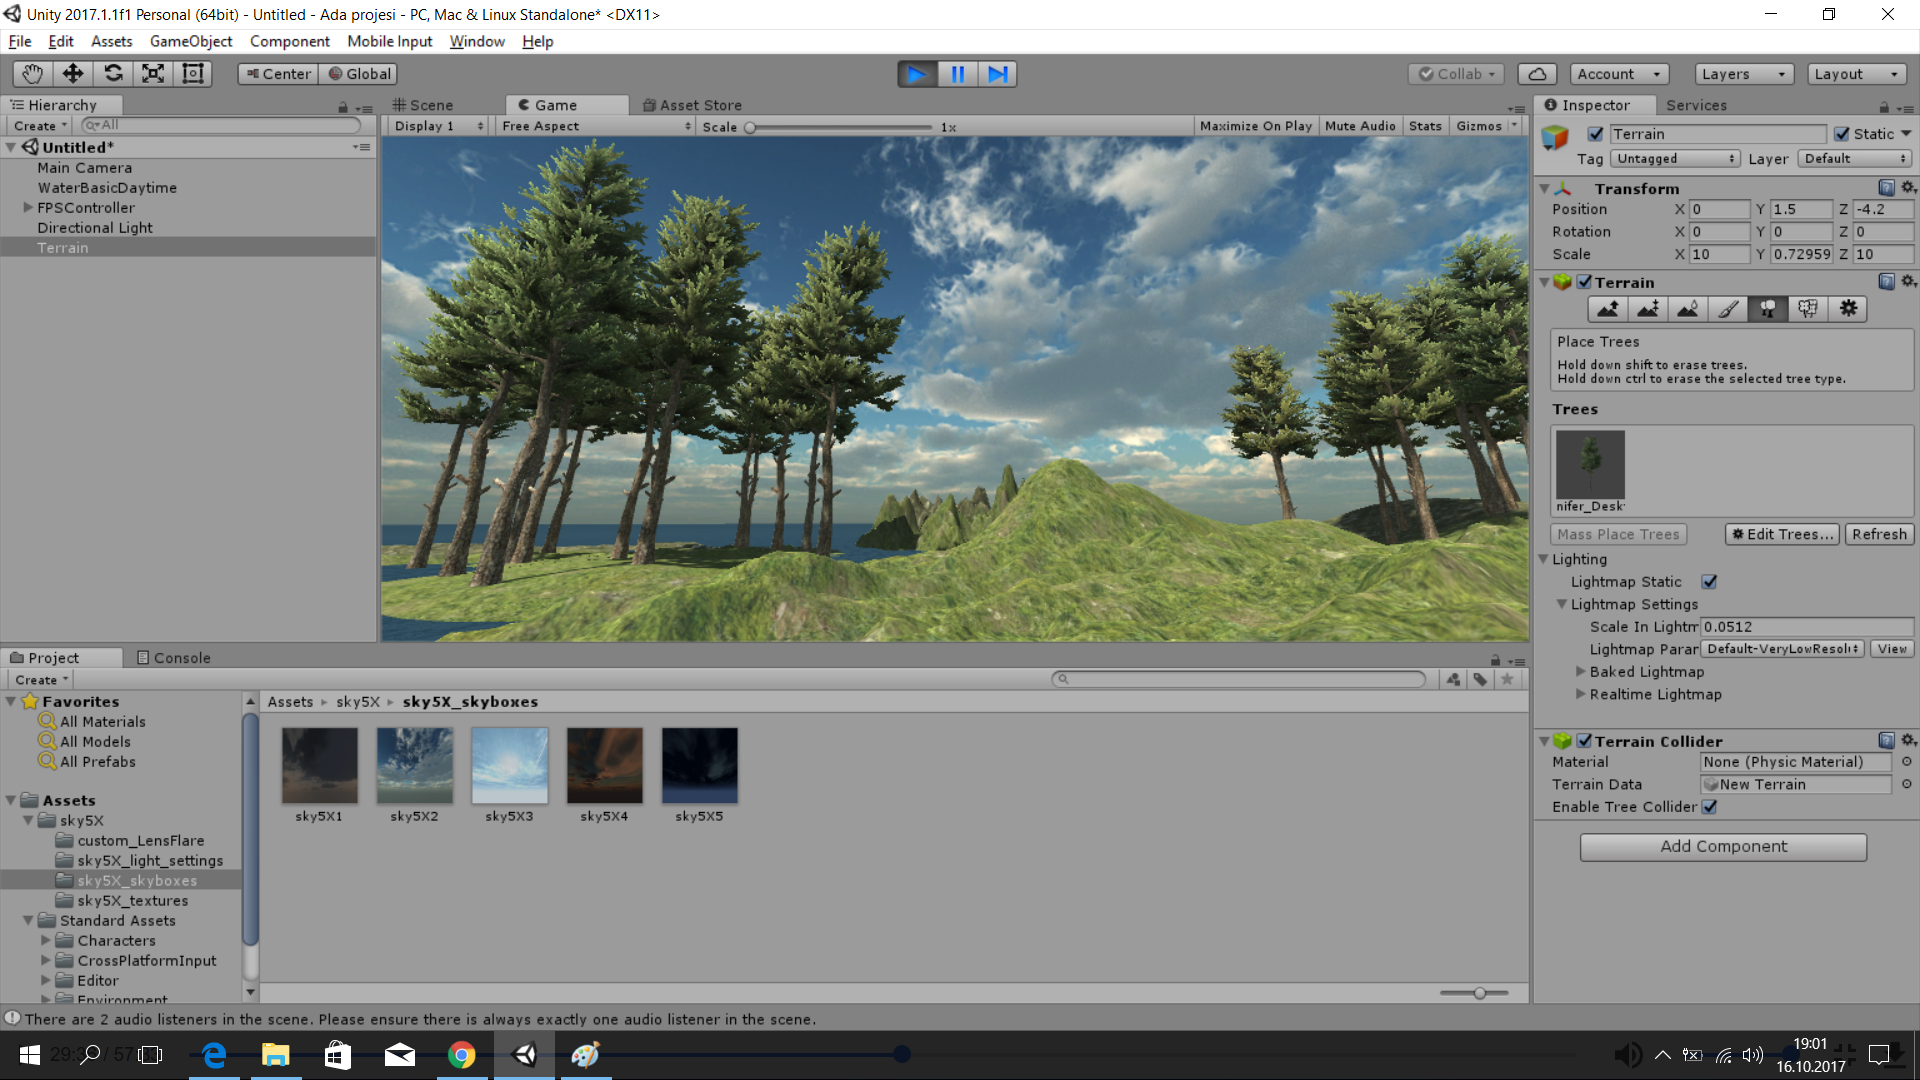 Unity 2017.1.1f1 Personal (64bit) - Untitled - Ada projesi - PC, Mac & Linux Standalone* <DX11>
File Edit Assets GameObject Component Mobile Input Window Help
Center Global Collab Account Layers Layout
Hierarchy
Create All
Untitled*
Main Camera
WaterBasicDaytime
FPSController
Directional Light
Terrain
Scene Game Asset Store
Display 1 Free Aspect Scale 1x Maximize On Play Mute Audio Stats Gizmos
Inspector Services
Terrain Static
Tag Untagged Layer Default
Transform
Position X 0 Y 1.5 Z -4.2
Rotation X 0 Y 0 Z 0
Scale X 10 Y 0.72959 Z 10
Terrain
Place Trees
Hold down shift to erase trees.
Hold down ctrl to erase the selected tree type.
Trees
nifer_Desk
Mass Place Trees Edit Trees... Refresh
Lighting
Lightmap Static
Lightmap Settings
Scale In Lightm 0.0512
Lightmap Parar Default-VeryLowResolu View
Baked Lightmap
Realtime Lightmap
Terrain Collider
Material None (Physic Material)
Terrain Data New Terrain
Enable Tree Collider
Add Component
Project Console
Create
Favorites
All Materials
All Models
All Prefabs
Assets
sky5X
custom_LensFlare
sky5X_light_settings
sky5X_skyboxes
sky5X_textures
Standard Assets
Characters
CrossPlatformInput
Editor
Environment
Assets sky5X sky5X_skyboxes
sky5X1 sky5X2 sky5X3 sky5X4 sky5X5
There are 2 audio listeners in the scene. Please ensure there is always exactly one audio listener in the scene.
19:01
16.10.2017